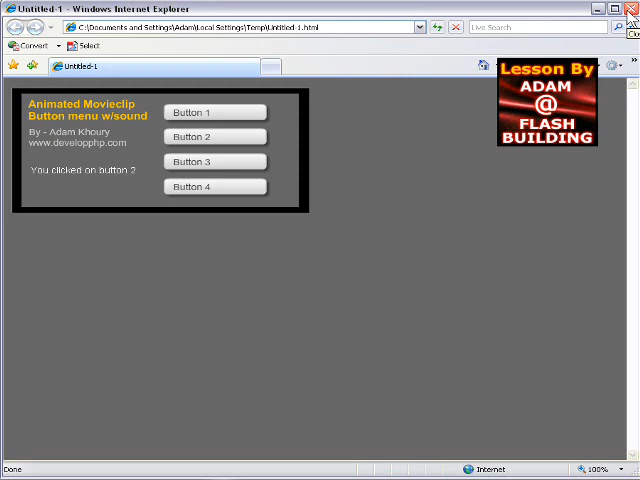 Untitled-1 - Windows Internet Explorer
C:\Documents and Settings\Adam\Local Settings\Temp\Untitled-1.html
Live Search
Convert
Select
Clo
Untitled-1
»
Lesson By
ADAM
@
FLASH
BUILDING
Animated Movieclip
Button menu w/sound
By - Adam Khoury
www.developphp.com
You clicked on button 2
Button 1
Button 2
Button 3
Button 4
Done
Internet
100%